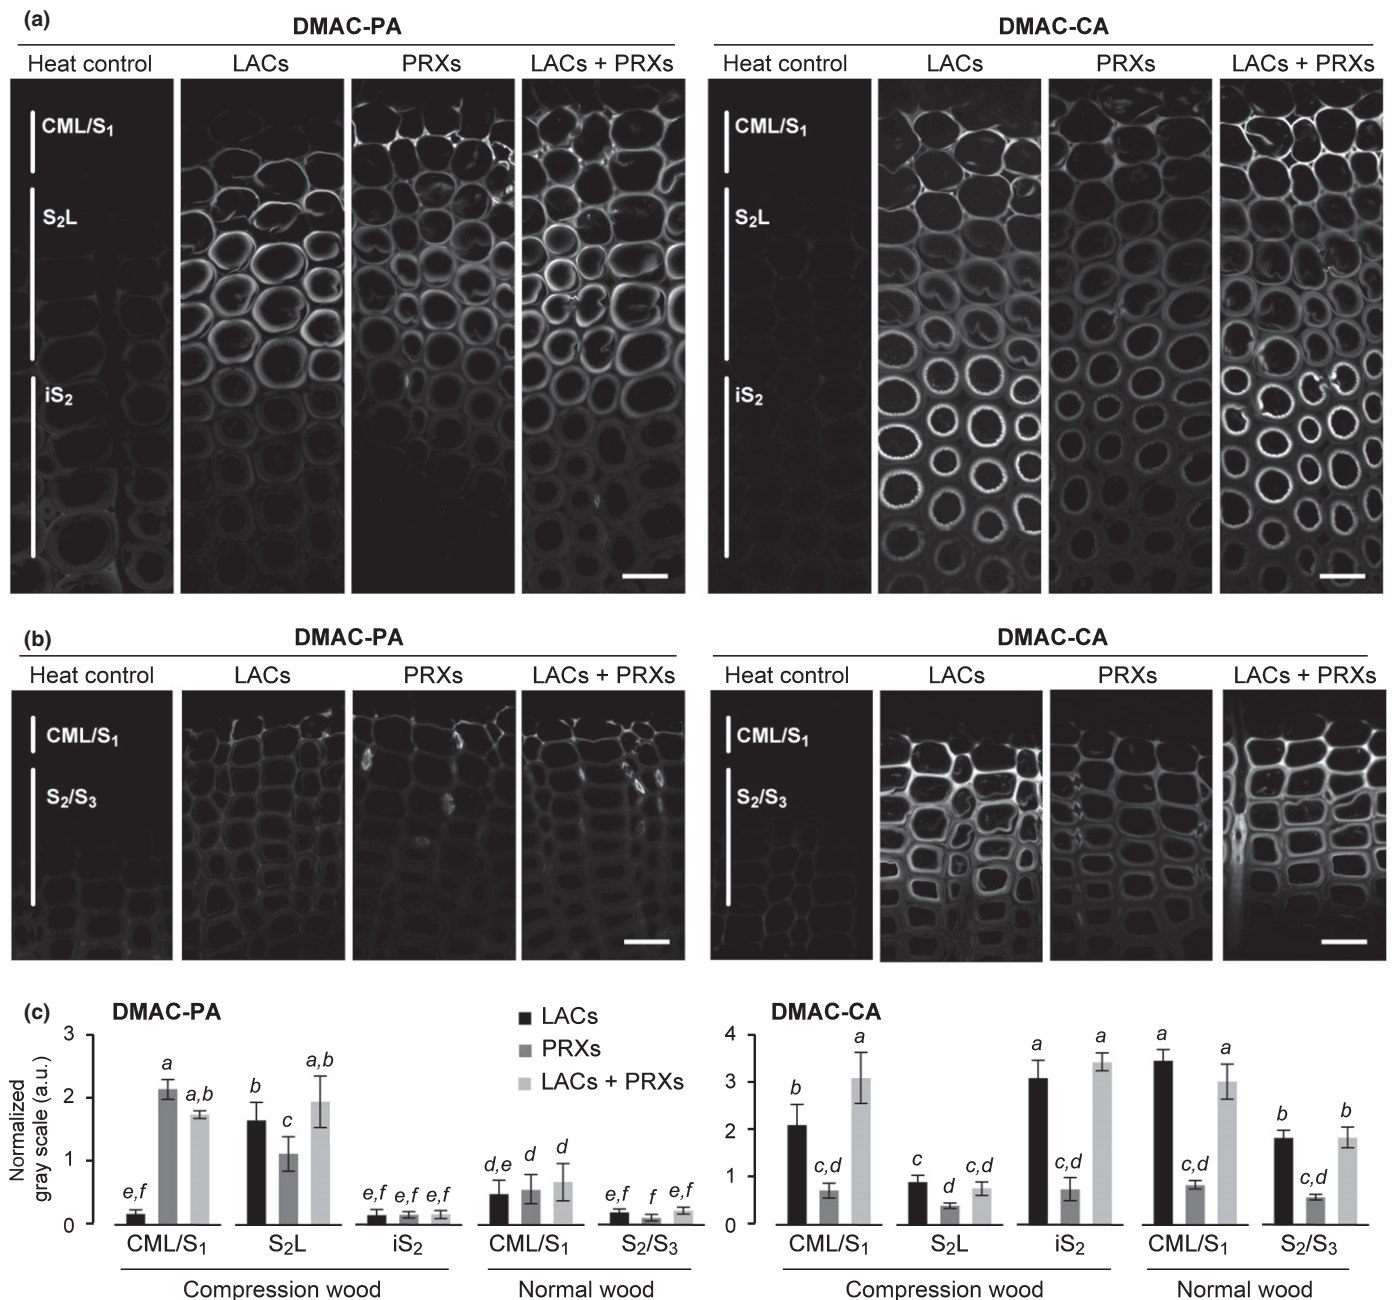 (a)
DMAC-PA
DMAC-CA
Heat control LACs PRXs LACs + PRXs
Heat control LACs PRXs LACs + PRXs
CML/S₁
S₂L
iS₂
CML/S₁
S₂L
iS₂
(b)
DMAC-PA
DMAC-CA
Heat control LACs PRXs LACs + PRXs
Heat control LACs PRXs LACs + PRXs
CML/S₁
S₂/S₃
CML/S₁
S₂/S₃
(c)
DMAC-PA
Normalized
gray scale (a.u.)
3
2
1
0
e,f a a,b b c a,b e,f e,f e,f d,e d d e,f f e,f
LACs
PRXs
LACs + PRXs
CML/S₁ S₂L iS₂ CML/S₁ S₂/S₃
Compression wood Normal wood
DMAC-CA
4
3
2
1
0
b c,d a c d c,d a c,d a a c,d a b c,d b
CML/S₁ S₂L iS₂ CML/S₁ S₂/S₃
Compression wood Normal wood